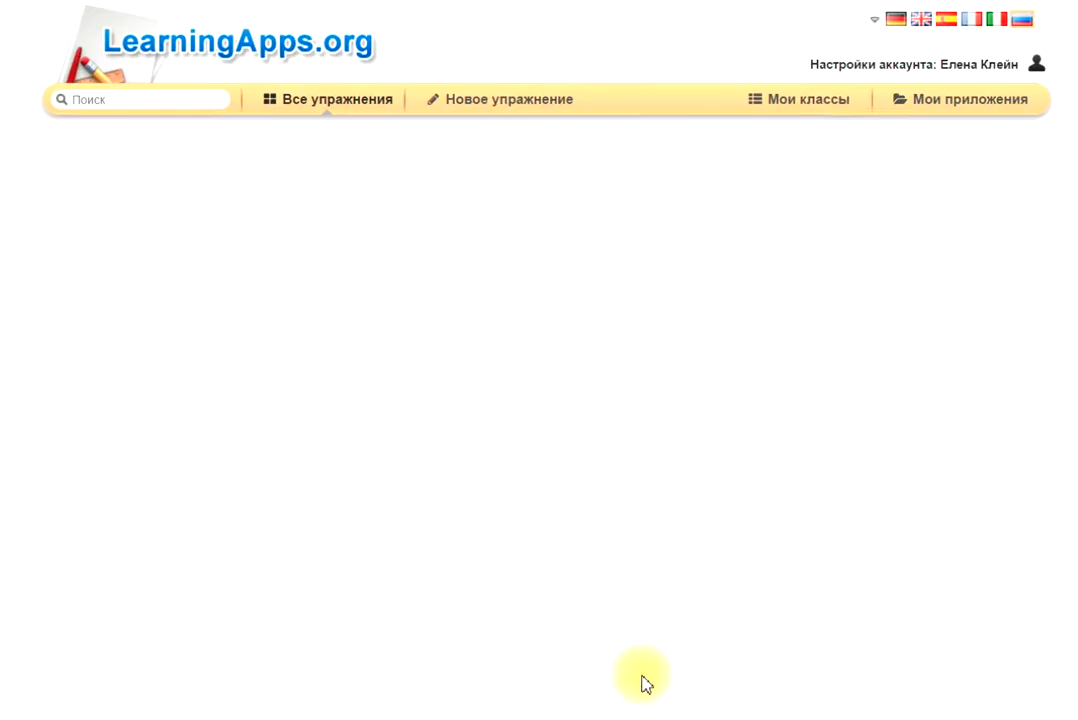 LearningApps.org
Настройки аккаунта: Елена Клейн
Поиск
Все упражнения
Новое упражнение
Мои классы
Мои приложения